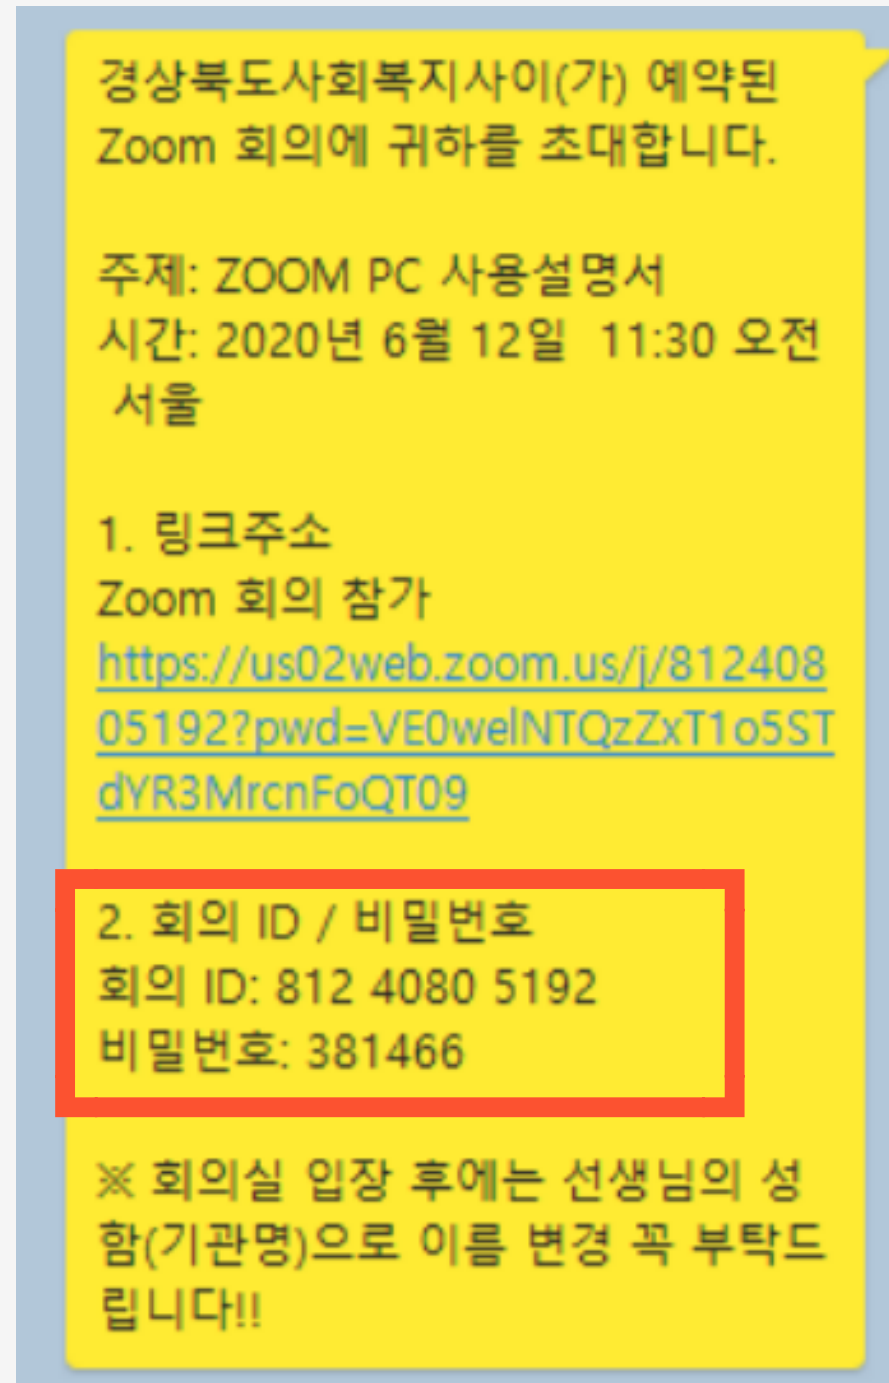 경상북도사회복지사이(가) 예약된
Zoom 회의에 귀하를 초대합니다.
주제: ZOOM PC 사용설명서
시간: 2020년 6월 12일  11:30 오전
서울
1. 링크주소
Zoom 회의 참가
https://us02web.zoom.us/j/812408
05192?pwd=VE0welNTQzZxT1o5ST
dYR3MrcnFoQT09
2. 회의 ID / 비밀번호
회의 ID: 812 4080 5192
비밀번호: 381466
※ 회의실 입장 후에는 선생님의 성
함(기관명)으로 이름 변경 꼭 부탁드
립니다!!